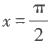 x = π/2